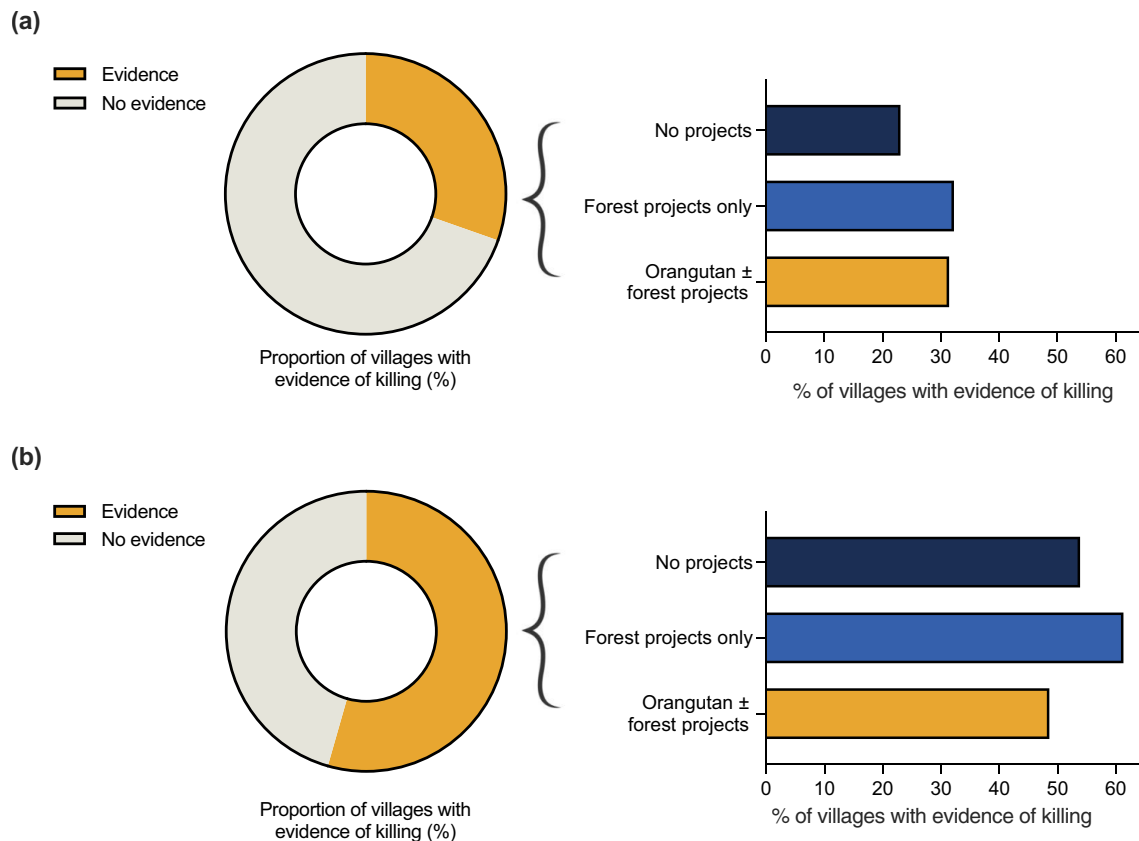 (a)
Evidence
No evidence
Proportion of villages with
evidence of killing (%)
No projects
Forest projects only
Orangutan ±
forest projects
0 10 20 30 40 50 60
% of villages with evidence of killing
(b)
Evidence
No evidence
Proportion of villages with
evidence of killing (%)
No projects
Forest projects only
Orangutan ±
forest projects
0 10 20 30 40 50 60
% of villages with evidence of killing